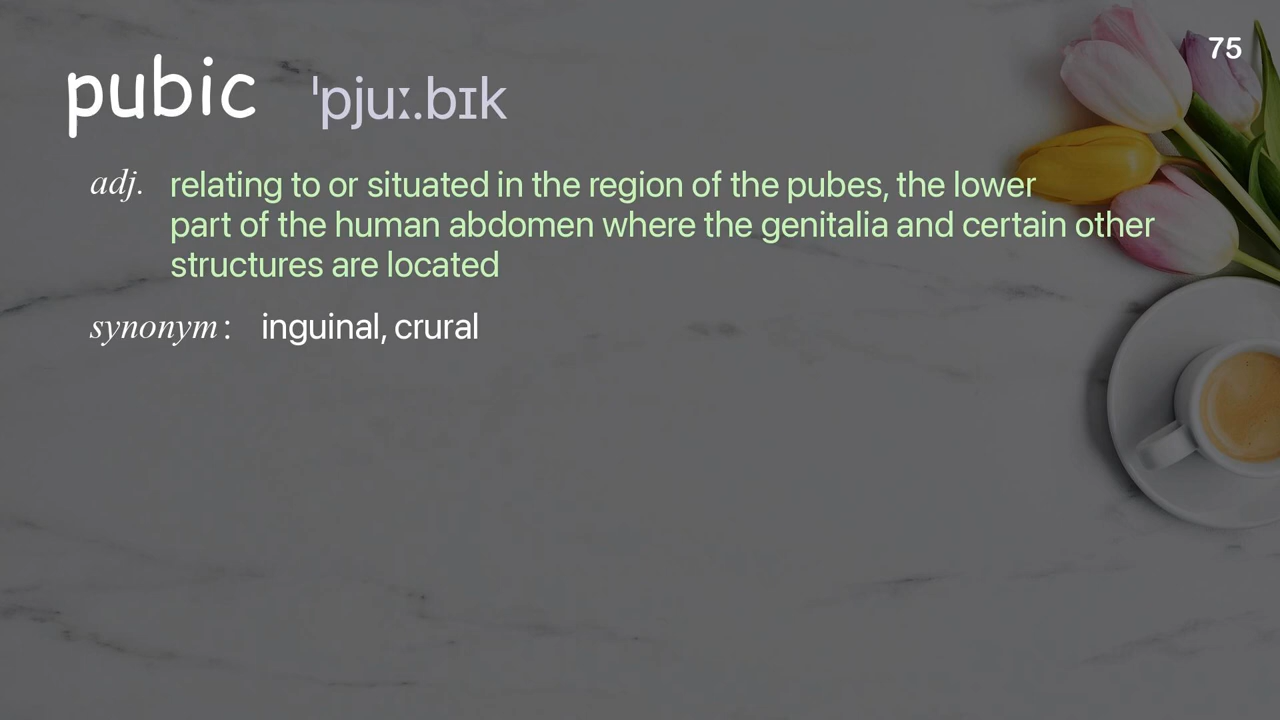 75
pubic ˈpjuː.bɪk
adj. relating to or situated in the region of the pubes, the lower
part of the human abdomen where the genitalia and certain other
structures are located
synonym : inguinal, crural